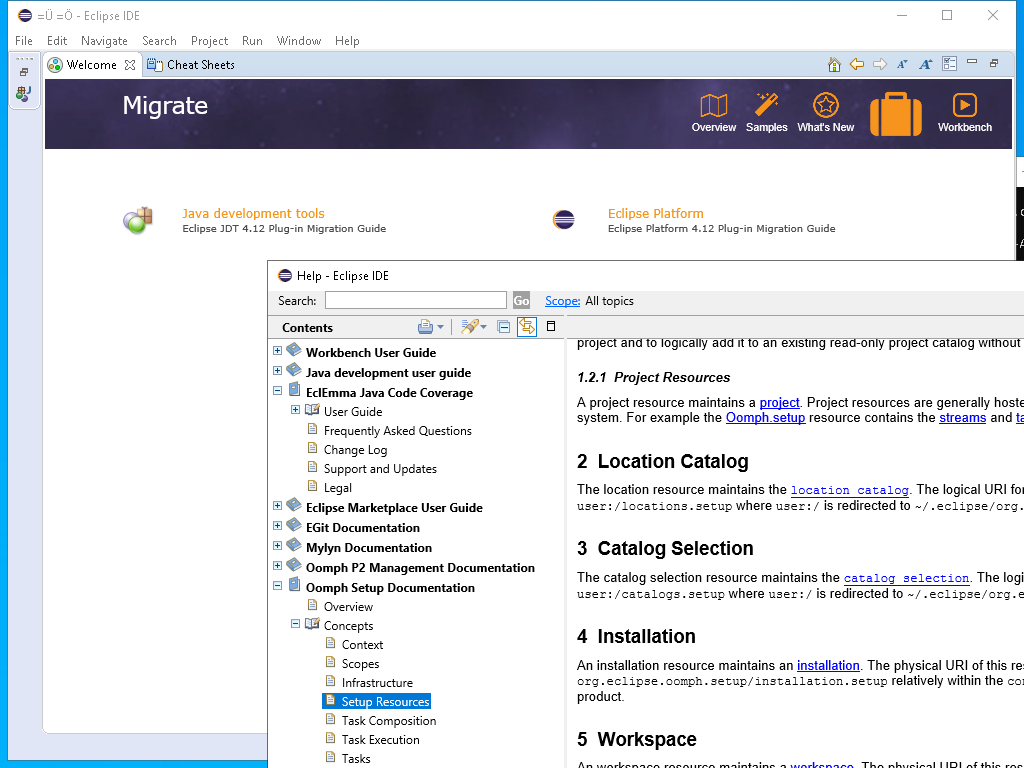 =Ü =Ö - Eclipse IDE
File Edit Navigate Search Project Run Window Help
Welcome Cheat Sheets
Migrate
Overview Samples What's New Workbench
Java development tools
Eclipse JDT 4.12 Plug-in Migration Guide
Eclipse Platform
Eclipse Platform 4.12 Plug-in Migration Guide
Help - Eclipse IDE
Search: Go Scope: All topics
Contents
Workbench User Guide
Java development user guide
EclEmma Java Code Coverage
User Guide
Frequently Asked Questions
Change Log
Support and Updates
Legal
Eclipse Marketplace User Guide
EGit Documentation
Mylyn Documentation
Oomph P2 Management Documentation
Oomph Setup Documentation
Overview
Concepts
Context
Scopes
Infrastructure
Setup Resources
Task Composition
Task Execution
Tasks
project and to logically add it to an existing read-only project catalog without
1.2.1 Project Resources
A project resource maintains a project. Project resources are generally hoste
system. For example the Oomph.setup resource contains the streams and ta
2 Location Catalog
The location resource maintains the location catalog. The logical URI for
user:/locations.setup where user:/ is redirected to ~/.eclipse/org.
3 Catalog Selection
The catalog selection resource maintains the catalog selection. The logi
user:/catalogs.setup where user:/ is redirected to ~/.eclipse/org.e
4 Installation
An installation resource maintains an installation. The physical URI of this res
org.eclipse.oomph.setup/installation.setup relatively within the con
product.
5 Workspace
An workspace resource maintains a workspace. The physical URI of this res